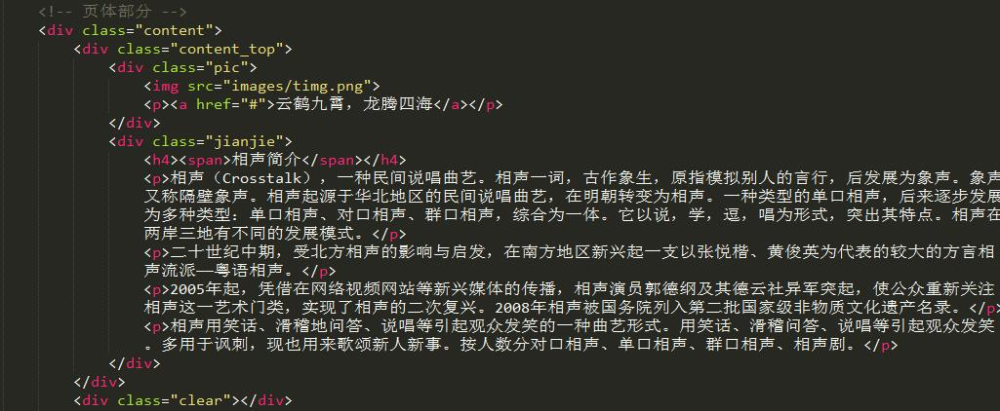 <!-- 页体部分 -->
<div class="content">
<div class="content_top">
<div class="pic">
<img src="images/timg.png">
<p><a href="#">云鹤九霄，龙腾四海</a></p>
</div>
<div class="jianjie">
<h4><span>相声简介</span></h4>
<p>相声（Crosstalk），一种民间说唱曲艺。相声一词，古作象生，原指模拟别人的言行，后发展为象声。象声
又称隔壁象声。相声起源于华北地区的民间说唱曲艺，在明朝转变为相声。一种类型的单口相声，后来逐步发展
为多种类型：单口相声、对口相声、群口相声，综合为一体。它以说，学，逗，唱为形式，突出其特点。相声在
两岸三地有不同的发展模式。</p>
<p>二十世纪中期，受北方相声的影响与启发，在南方地区新兴起一支以张悦楷、黄俊英为代表的较大的方言相
声流派——粤语相声。</p>
<p>2005年起，凭借在网络视频网站等新兴媒体的传播，相声演员郭德纲及其德云社异军突起，使公众重新关注
相声这一艺术门类，实现了相声的二次复兴。2008年相声被国务院列入第二批国家级非物质文化遗产名录。</p>
<p>相声用笑话、滑稽地问答、说唱等引起观众发笑的一种曲艺形式。用笑话、滑稽问答、说唱等引起观众发笑
。多用于讽刺，现也用来歌颂新人新事。按人数分对口相声、单口相声、群口相声、相声剧。</p>
</div>
</div>
<div class="clear"></div>